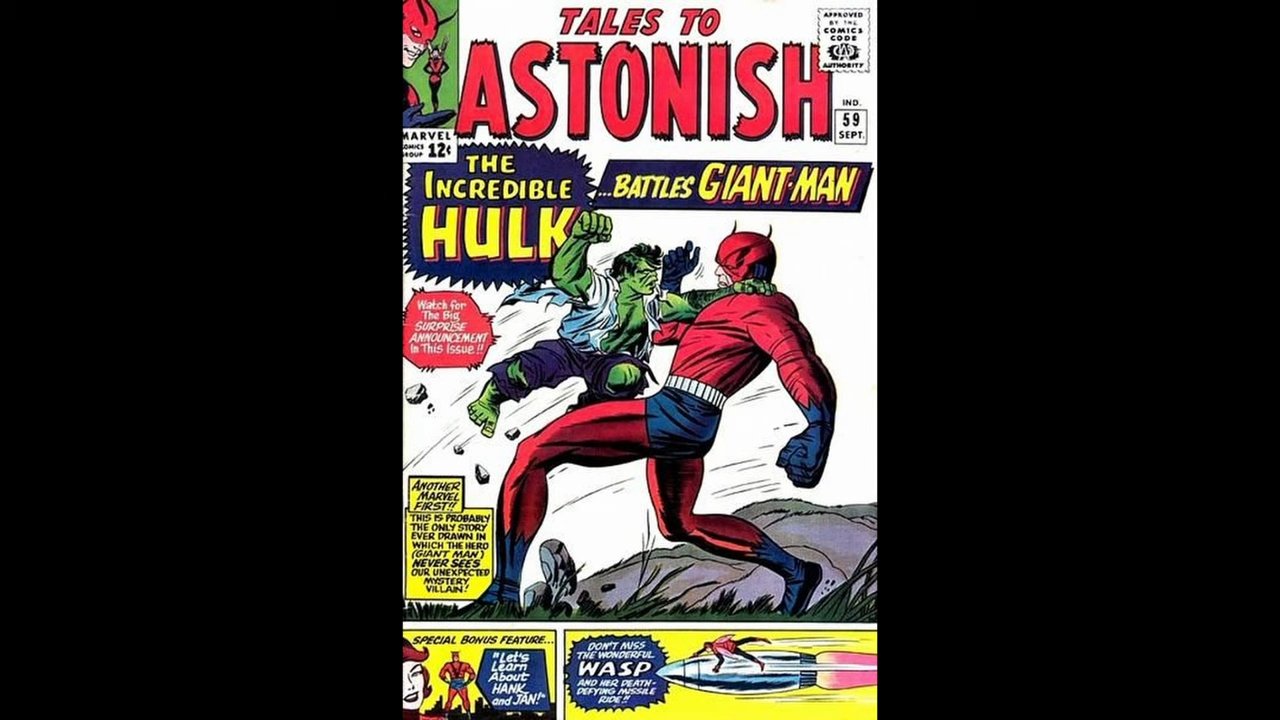 TALES TO
ASTONISH
APPROVED
BY THE
COMICS
CODE
AUTHORITY
IND.
59
SEPT.
MARVEL
COMICS
GROUP 12¢
THE
INCREDIBLE
HULK
...BATTLES GIANT-MAN
Watch for
The Big
SURPRISE
ANNOUNCEMENT
In This Issue!!
ANOTHER
MARVEL
FIRST!!
THIS IS PROBABLY
THE ONLY STORY
EVER DRAWN IN
WHICH THE HERO
(GIANT MAN)
NEVER SEES
OUR UNEXPECTED
MYSTERY
VILLAIN!
SPECIAL BONUS FEATURE...
"Let's
Learn
About
HANK
and JAN!"
DON'T MISS
THE WONDERFUL
WASP
AND HER DEATH-
DEFYING MISSILE
RIDE!!